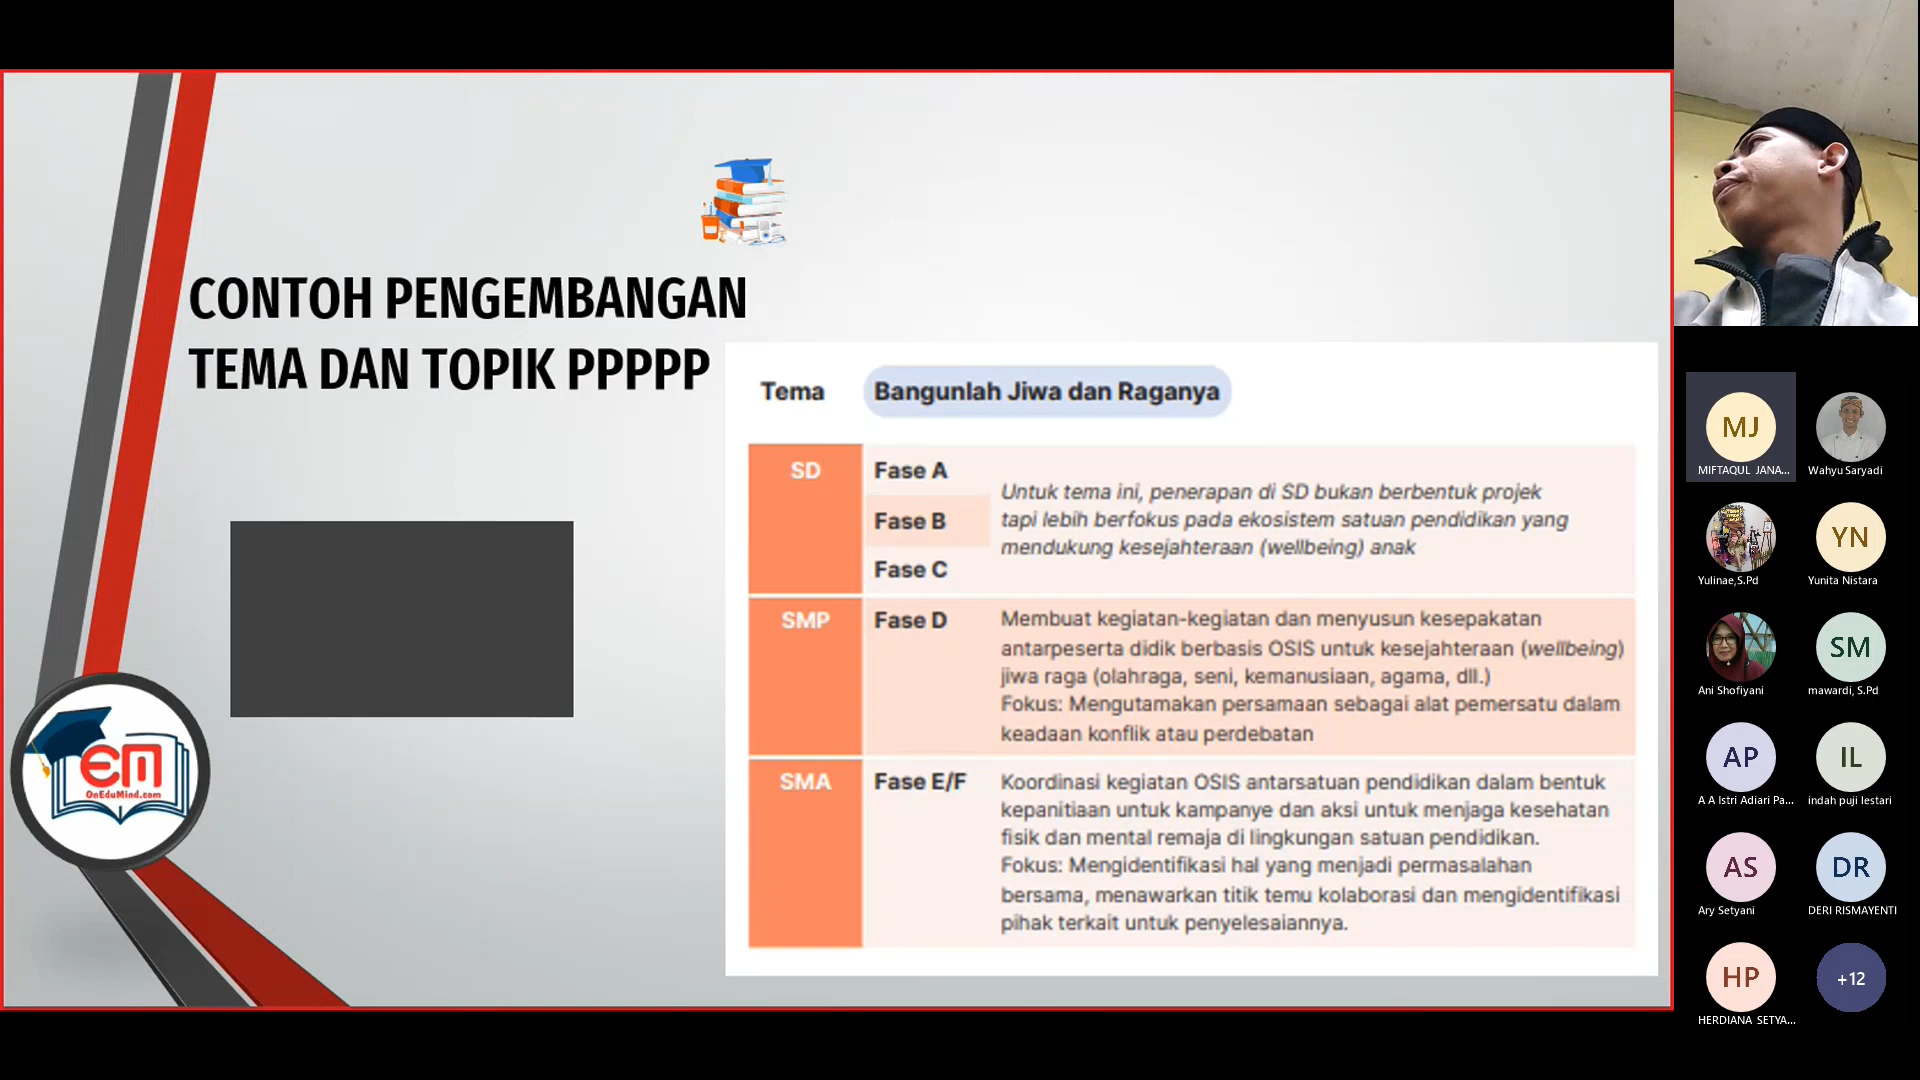 CONTOH PENGEMBANGAN
TEMA DAN TOPIK PPPPP
Tema
Bangunlah Jiwa dan Raganya
SD
Fase A
Fase B
Fase C
Untuk tema ini, penerapan di SD bukan berbentuk projek
tapi lebih berfokus pada ekosistem satuan pendidikan yang
mendukung kesejahteraan (wellbeing) anak
SMP
Fase D
Membuat kegiatan-kegiatan dan menyusun kesepakatan
antarpeserta didik berbasis OSIS untuk kesejahteraan (wellbeing)
jiwa raga (olahraga, seni, kemanusiaan, agama, dll.)
Fokus: Mengutamakan persamaan sebagai alat pemersatu dalam
keadaan konflik atau perdebatan
SMA
Fase E/F
Koordinasi kegiatan OSIS antarsatuan pendidikan dalam bentuk
kepanitiaan untuk kampanye dan aksi untuk menjaga kesehatan
fisik dan mental remaja di lingkungan satuan pendidikan.
Fokus: Mengidentifikasi hal yang menjadi permasalahan
bersama, menawarkan titik temu kolaborasi dan mengidentifikasi
pihak terkait untuk penyelesaiannya.
EM
OnEduMind.com
MJ
MIFTAQUL JANA...
Wahyu Saryadi
Yulinae,S.Pd
YN
Yunita Nistara
Ani Shofiyani
SM
mawardi, S.Pd
AP
A A Istri Adiari Pa...
IL
indah puji lestari
AS
Ary Setyani
DR
DERI RISMAYENTI
HP
HERDIANA SETYA...
+12